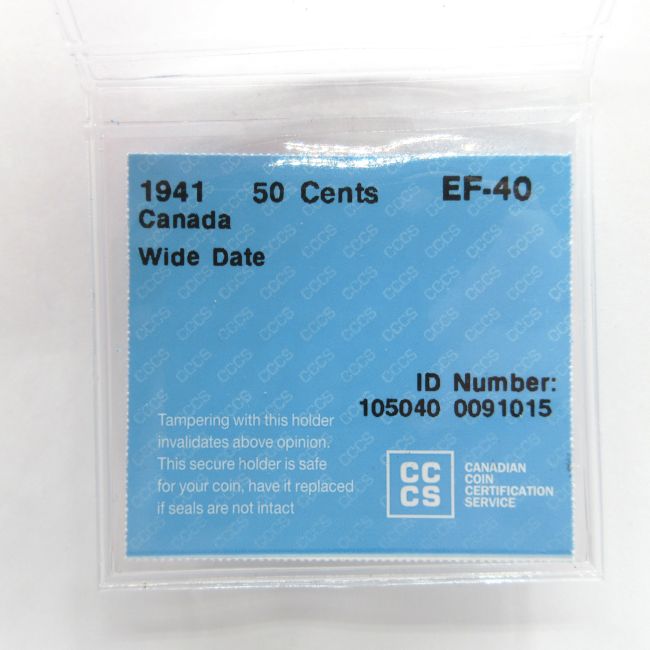 1941 50 Cents EF-40
Canada
Wide Date
ID Number:
105040 0091015
Tampering with this holder
invalidates above opinion.
This secure holder is safe
for your coin, have it replaced
if seals are not intact
CC
CS
CANADIAN
COIN
CERTIFICATION
SERVICE